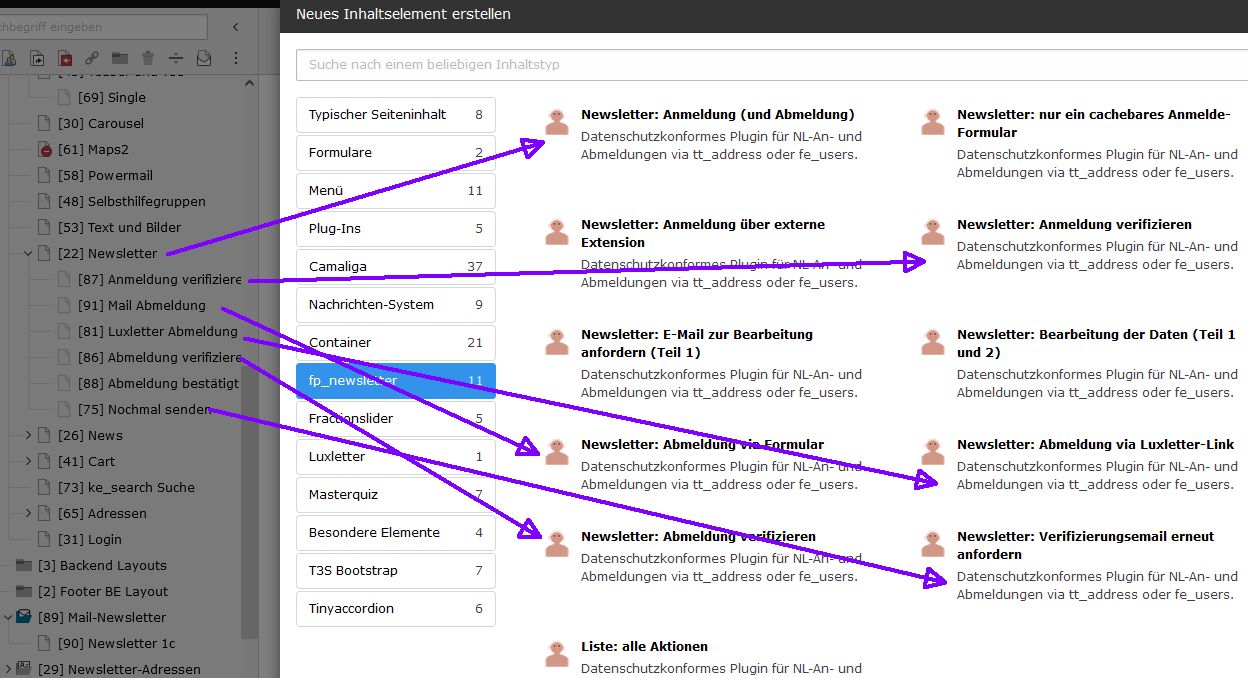 Neues Inhaltselement erstellen
chbegriff eingeben
[69] Single
[30] Carousel
[61] Maps2
[58] Powermail
[48] Selbsthilfegruppen
[53] Text und Bilder
[22] Newsletter
[87] Anmeldung verifiziere
[91] Mail Abmeldung
[81] Luxletter Abmeldung
[86] Abmeldung verifiziere
[88] Abmeldung bestätigt
[75] Nochmal senden
[26] News
[41] Cart
[73] ke_search Suche
[65] Adressen
[31] Login
[3] Backend Layouts
[2] Footer BE Layout
[89] Mail-Newsletter
[90] Newsletter 1c
[29] Newsletter-Adressen
Suche nach einem beliebigen Inhaltstyp
Typischer Seiteninhalt 8
Formulare 2
Menü 11
Plug-Ins 5
Camaliga 37
Nachrichten-System 9
Container 21
fp_newsletter 11
Fractionslider 5
Luxletter 1
Masterquiz 7
Besondere Elemente 4
T3S Bootstrap 7
Tinyaccordion 6
Newsletter: Anmeldung (und Abmeldung)
Datenschutzkonformes Plugin für NL-An- und
Abmeldungen via tt_address oder fe_users.
Newsletter: nur ein cachebares Anmelde-
Formular
Datenschutzkonformes Plugin für NL-An- und
Abmeldungen via tt_address oder fe_users.
Newsletter: Anmeldung über externe
Extension
Datenschutzkonformes Plugin für NL-An- und
Abmeldungen via tt_address oder fe_users.
Newsletter: Anmeldung verifizieren
Datenschutzkonformes Plugin für NL-An- und
Abmeldungen via tt_address oder fe_users.
Newsletter: E-Mail zur Bearbeitung
anfordern (Teil 1)
Datenschutzkonformes Plugin für NL-An- und
Abmeldungen via tt_address oder fe_users.
Newsletter: Bearbeitung der Daten (Teil 1
und 2)
Datenschutzkonformes Plugin für NL-An- und
Abmeldungen via tt_address oder fe_users.
Newsletter: Abmeldung via Formular
Datenschutzkonformes Plugin für NL-An- und
Abmeldungen via tt_address oder fe_users.
Newsletter: Abmeldung via Luxletter-Link
Datenschutzkonformes Plugin für NL-An- und
Abmeldungen via tt_address oder fe_users.
Newsletter: Abmeldung verifizieren
Datenschutzkonformes Plugin für NL-An- und
Abmeldungen via tt_address oder fe_users.
Newsletter: Verifizierungsemail erneut
anfordern
Datenschutzkonformes Plugin für NL-An- und
Abmeldungen via tt_address oder fe_users.
Liste: alle Aktionen
Datenschutzkonformes Plugin für NL-An- und